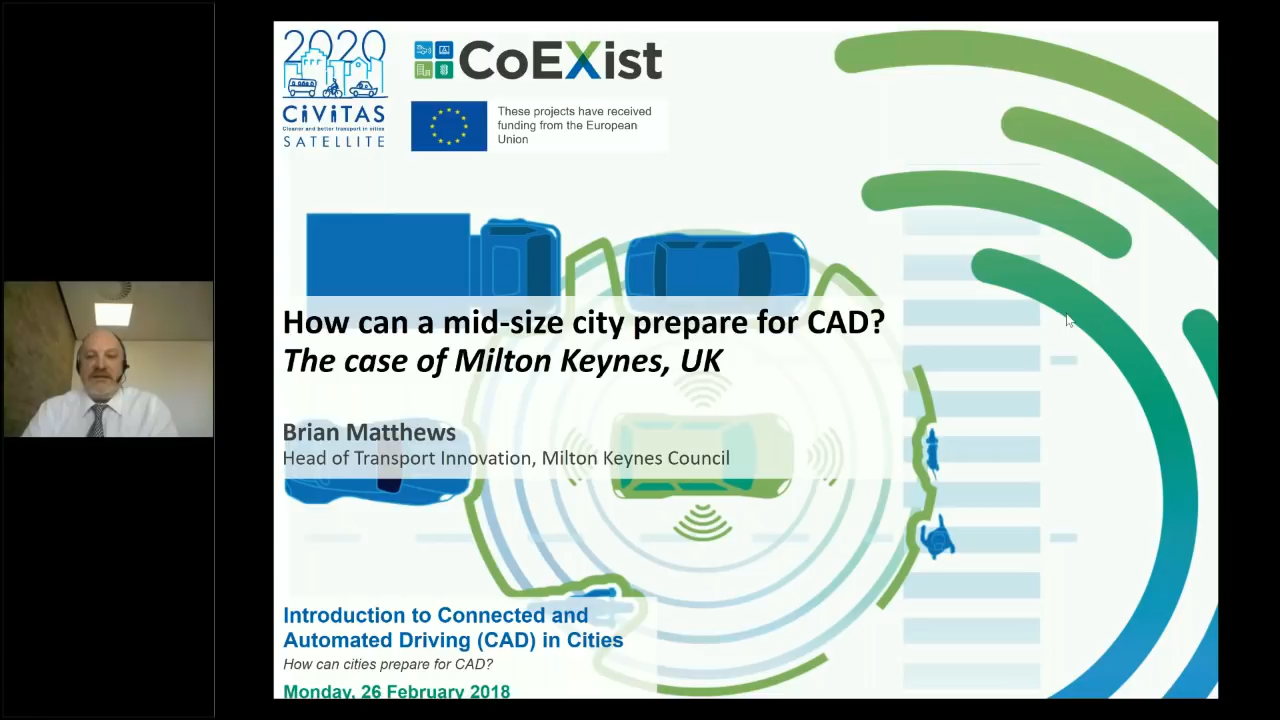 2020
CIVITAS
Cleaner and better transport in cities
SATELLITE
CoEXist
These projects have received
funding from the European
Union
How can a mid-size city prepare for CAD?
The case of Milton Keynes, UK
Brian Matthews
Head of Transport Innovation, Milton Keynes Council
Introduction to Connected and
Automated Driving (CAD) in Cities
How can cities prepare for CAD?
Monday, 26 February 2018